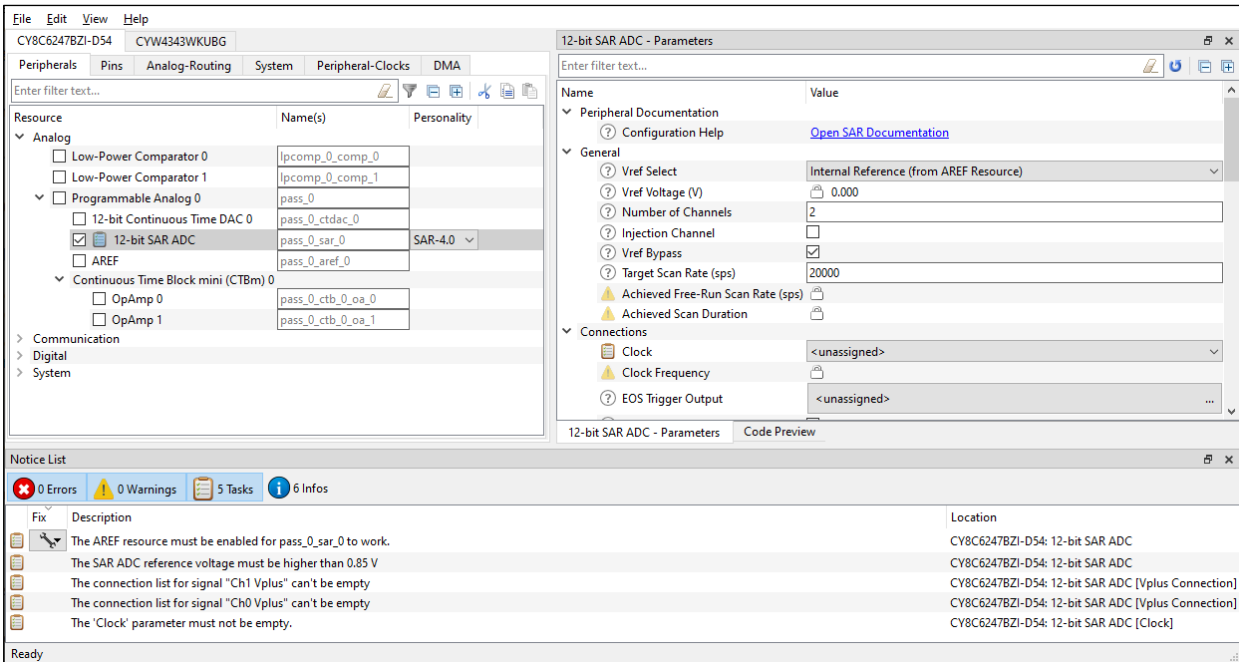 File Edit View Help
CY8C6247BZI-D54 CYW4343WKUBG
Peripherals Pins Analog-Routing System Peripheral-Clocks DMA
Enter filter text...
Resource Name(s) Personality
Analog
Low-Power Comparator 0 lpcomp_0_comp_0
Low-Power Comparator 1 lpcomp_0_comp_1
Programmable Analog 0 pass_0
12-bit Continuous Time DAC 0 pass_0_ctdac_0
12-bit SAR ADC pass_0_sar_0 SAR-4.0
AREF pass_0_aref_0
Continuous Time Block mini (CTBm) 0
OpAmp 0 pass_0_ctb_0_oa_0
OpAmp 1 pass_0_ctb_0_oa_1
Communication
Digital
System
12-bit SAR ADC - Parameters
Enter filter text...
Name Value
Peripheral Documentation
Configuration Help Open SAR Documentation
General
Vref Select Internal Reference (from AREF Resource)
Vref Voltage (V) 0.000
Number of Channels 2
Injection Channel
Vref Bypass
Target Scan Rate (sps) 20000
Achieved Free-Run Scan Rate (sps)
Achieved Scan Duration
Connections
Clock <unassigned>
Clock Frequency
EOS Trigger Output <unassigned> ...
12-bit SAR ADC - Parameters Code Preview
Notice List
0 Errors 0 Warnings 5 Tasks 6 Infos
Fix Description Location
The AREF resource must be enabled for pass_0_sar_0 to work. CY8C6247BZI-D54: 12-bit SAR ADC
The SAR ADC reference voltage must be higher than 0.85 V CY8C6247BZI-D54: 12-bit SAR ADC
The connection list for signal "Ch1 Vplus" can't be empty CY8C6247BZI-D54: 12-bit SAR ADC [Vplus Connection]
The connection list for signal "Ch0 Vplus" can't be empty CY8C6247BZI-D54: 12-bit SAR ADC [Vplus Connection]
The 'Clock' parameter must not be empty. CY8C6247BZI-D54: 12-bit SAR ADC [Clock]
Ready